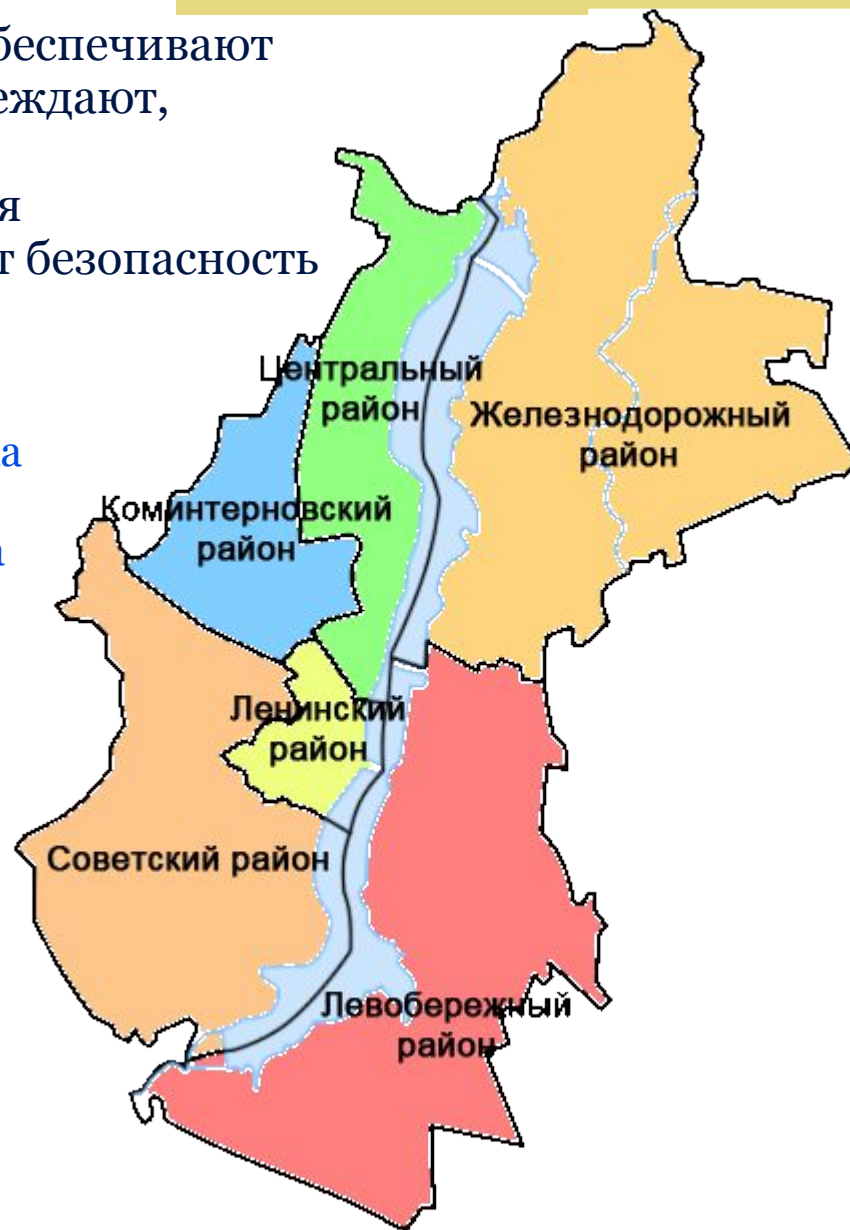 беспечивают
еждают,
я
т безопасность
а
а
Центральный
район
Железнодорожный
район
Коминтерновский
район
Ленинский
район
Советский район
Левобережный
район